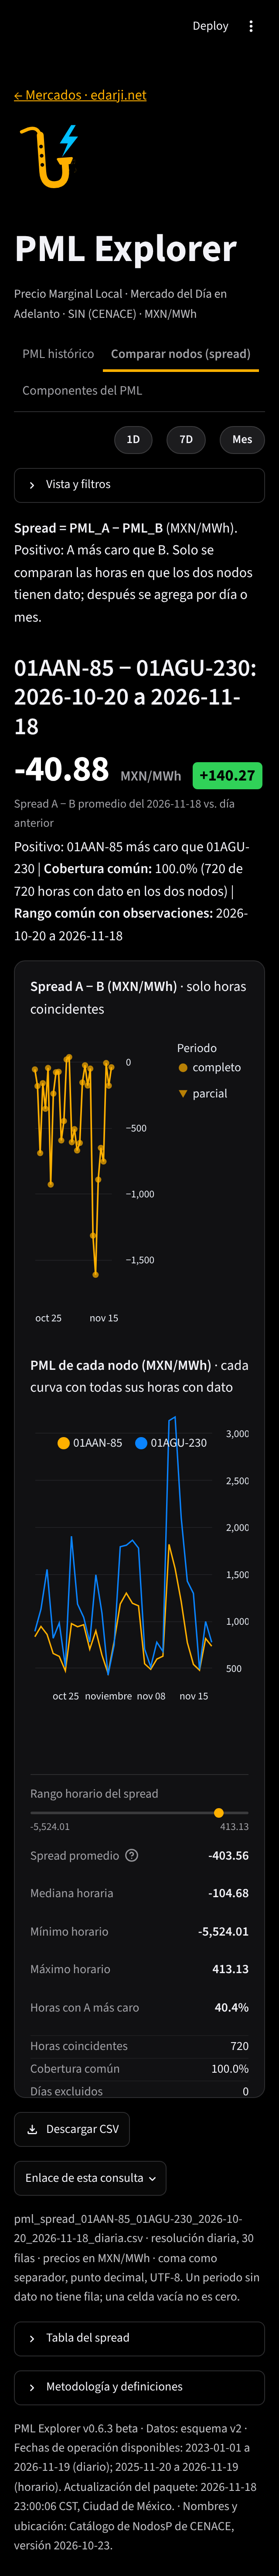 Deploy
← Mercados · edarji.net
PML Explorer
Precio Marginal Local · Mercado del Día en
Adelanto · SIN (CENACE) · MXN/MWh
PML histórico
Comparar nodos (spread)
Componentes del PML
1D
7D
Mes
Vista y filtros
Spread = PML_A − PML_B (MXN/MWh).
Positivo: A más caro que B. Solo se
comparan las horas en que los dos nodos
tienen dato; después se agrega por día o
mes.
01AAN-85 − 01AGU-230:
2026-10-20 a 2026-11-
18
-40.88 MXN/MWh +140.27
Spread A − B promedio del 2026-11-18 vs. día
anterior
Positivo: 01AAN-85 más caro que 01AGU-
230 | Cobertura común: 100.0% (720 de
720 horas con dato en los dos nodos) |
Rango común con observaciones: 2026-
10-20 a 2026-11-18
Spread A − B (MXN/MWh) · solo horas
coincidentes
Periodo
completo
parcial
0
−500
−1,000
−1,500
oct 25
nov 15
PML de cada nodo (MXN/MWh) · cada
curva con todas sus horas con dato
01AAN-85
01AGU-230
3,000
2,500
2,000
1,500
1,000
500
oct 25
noviembre
nov 08
nov 15
Rango horario del spread
-5,524.01
413.13
Spread promedio
-403.56
Mediana horaria
-104.68
Mínimo horario
-5,524.01
Máximo horario
413.13
Horas con A más caro
40.4%
Horas coincidentes
720
Cobertura común
100.0%
Días excluidos
0
Descargar CSV
Enlace de esta consulta
pml_spread_01AAN-85_01AGU-230_2026-10-
20_2026-11-18_diaria.csv · resolución diaria, 30
filas · precios en MXN/MWh · coma como
separador, punto decimal, UTF-8. Un periodo sin
dato no tiene fila; una celda vacía no es cero.
Tabla del spread
Metodología y definiciones
PML Explorer v0.6.3 beta · Datos: esquema v2 ·
Fechas de operación disponibles: 2023-01-01 a
2026-11-19 (diario); 2025-11-20 a 2026-11-19
(horario). Actualización del paquete: 2026-11-18
23:00:06 CST, Ciudad de México. · Nombres y
ubicación: Catálogo de NodosP de CENACE,
versión 2026-10-23.